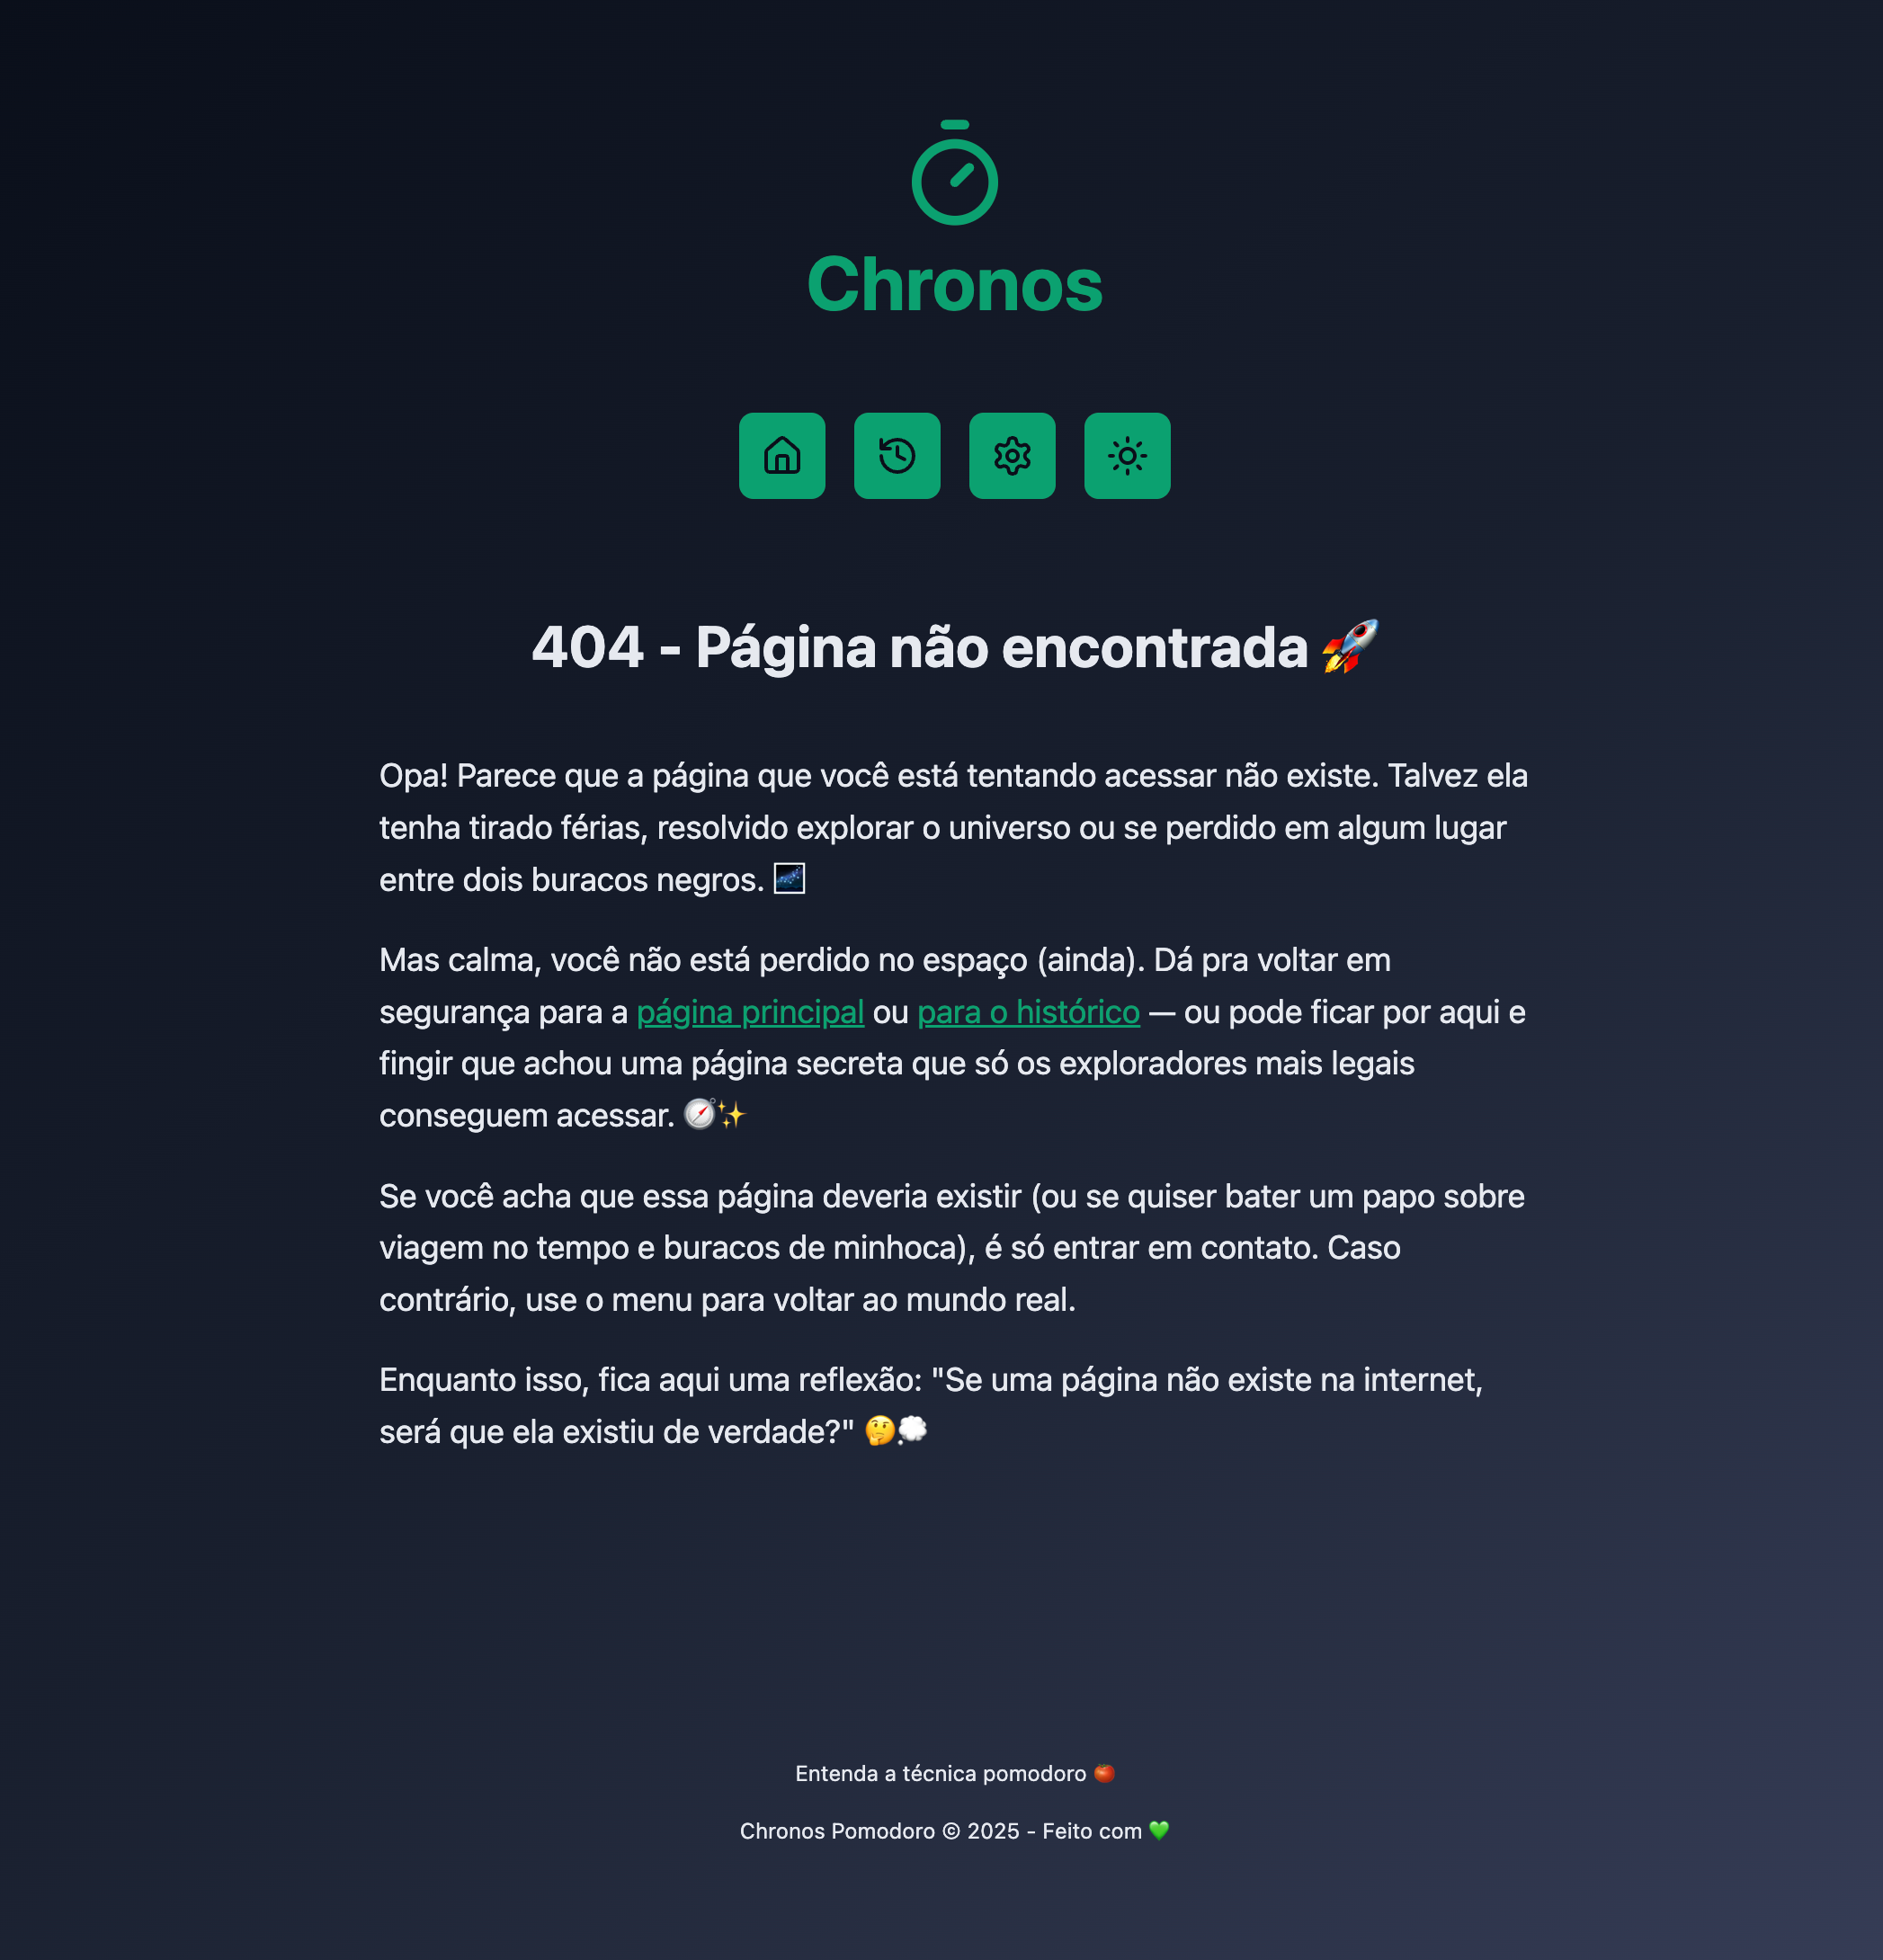 Chronos
404 - Página não encontrada 🚀
Opa! Parece que a página que você está tentando acessar não existe. Talvez ela
tenha tirado férias, resolvido explorar o universo ou se perdido em algum lugar
entre dois buracos negros. 🌌
Mas calma, você não está perdido no espaço (ainda). Dá pra voltar em
segurança para a página principal ou para o histórico — ou pode ficar por aqui e
fingir que achou uma página secreta que só os exploradores mais legais
conseguem acessar. 🧭✨
Se você acha que essa página deveria existir (ou se quiser bater um papo sobre
viagem no tempo e buracos de minhoca), é só entrar em contato. Caso
contrário, use o menu para voltar ao mundo real.
Enquanto isso, fica aqui uma reflexão: "Se uma página não existe na internet,
será que ela existiu de verdade?" 🤔💭
Entenda a técnica pomodoro 🍅
Chronos Pomodoro © 2025 - Feito com 💚